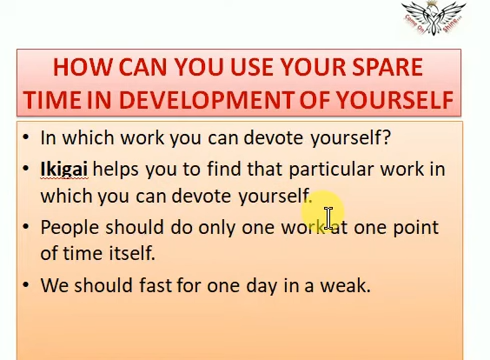 HOW CAN YOU USE YOUR SPARE
TIME IN DEVELOPMENT OF YOURSELF
• In which work you can devote yourself?
• Ikigai helps you to find that particular work in
which you can devote yourself.
• People should do only one work at one point
of time itself.
• We should fast for one day in a weak.